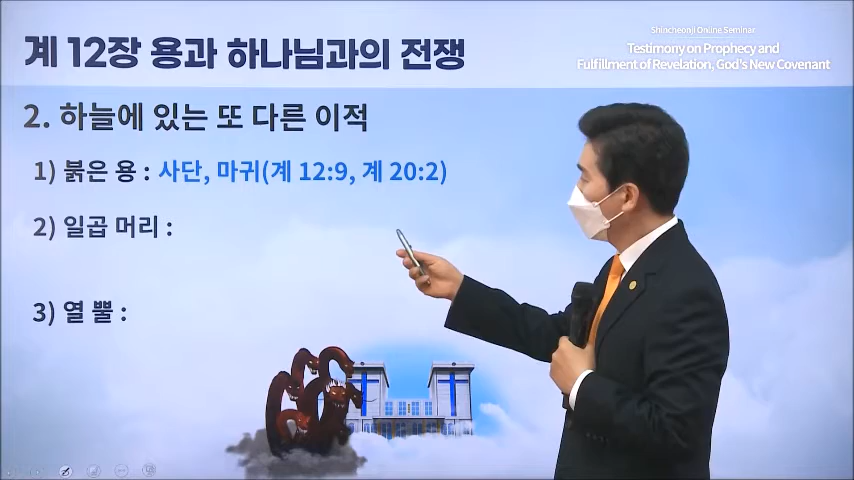 계 12장 용과 하나님과의 전쟁
Shincheonji Online Seminar
Testimony on Prophecy and
Fulfillment of Revelation, God's New Covenant
2. 하늘에 있는 또 다른 이적
1) 붉은 용 : 사단, 마귀(계 12:9, 계 20:2)
2) 일곱 머리 :
3) 열 뿔 :